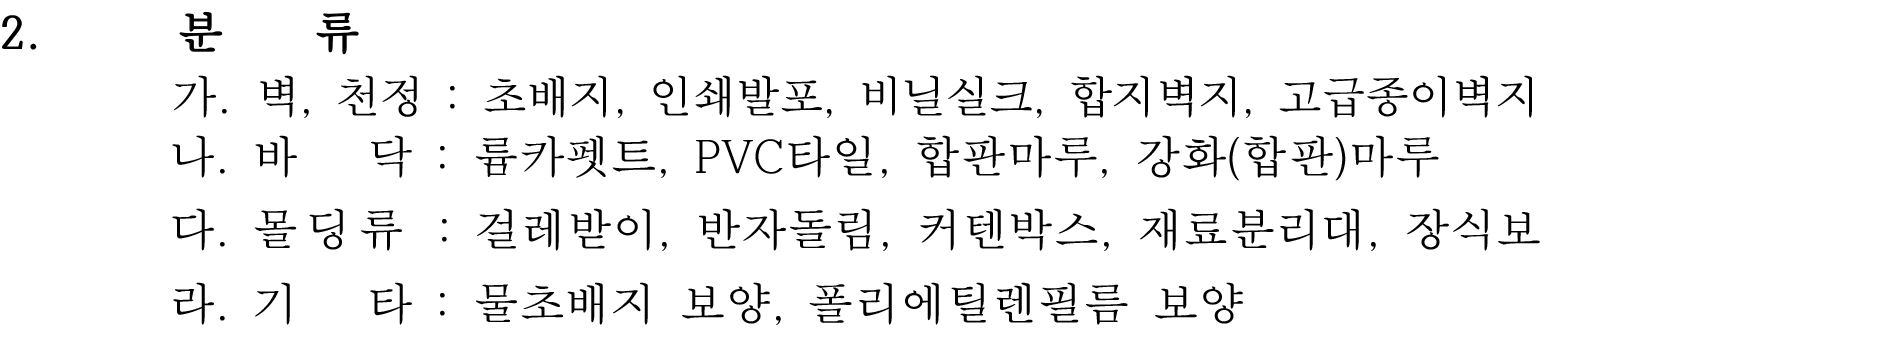 2. 분 류
가. 벽, 천정 : 초배지, 인쇄발포, 비닐실크, 합지벽지, 고급종이벽지
나. 바 닥 : 륨카펫트, PVC타일, 합판마루, 강화(합판)마루
다. 몰딩류 : 걸레받이, 반자돌림, 커텐박스, 재료분리대, 장식보
라. 기 타 : 물초배지 보양, 폴리에틸렌필름 보양